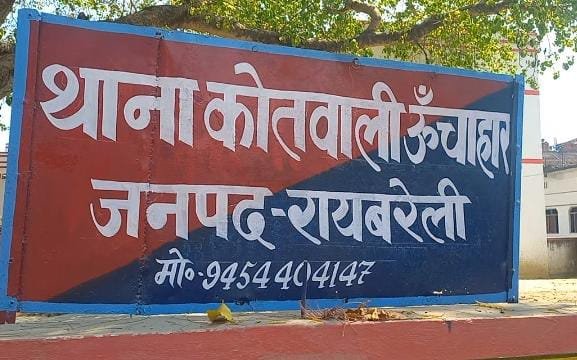 थाना कोतवाली ऊँचाहार
जनपद-रायबरेली
मो०-9454404147